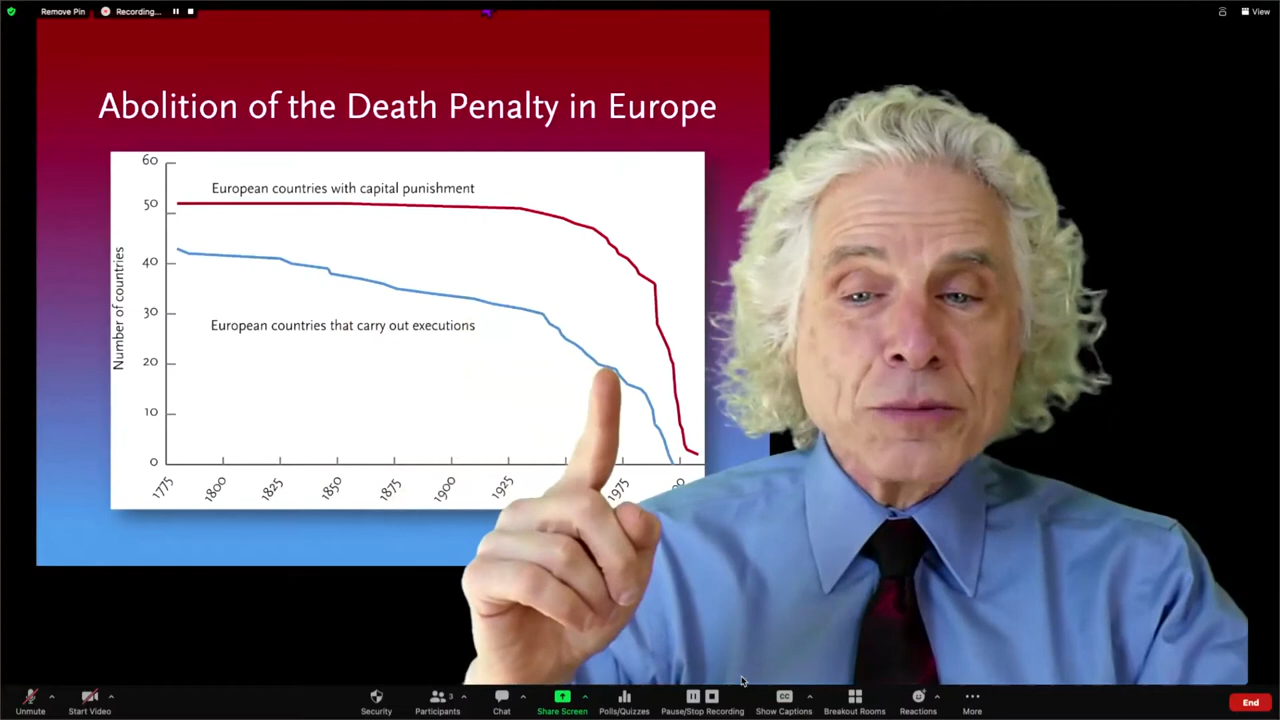 Remove Pin
Recording...
View
Abolition of the Death Penalty in Europe
60
European countries with capital punishment
50
40
30
European countries that carry out executions
20
10
0
Number of countries
1775
1800
1825
1850
1875
1900
1925
1975
Unmute
Start Video
Security
Participants
3
Chat
Share Screen
Polls/Quizzes
Pause/Stop Recording
CC
Show Captions
Breakout Rooms
Reactions
More
End